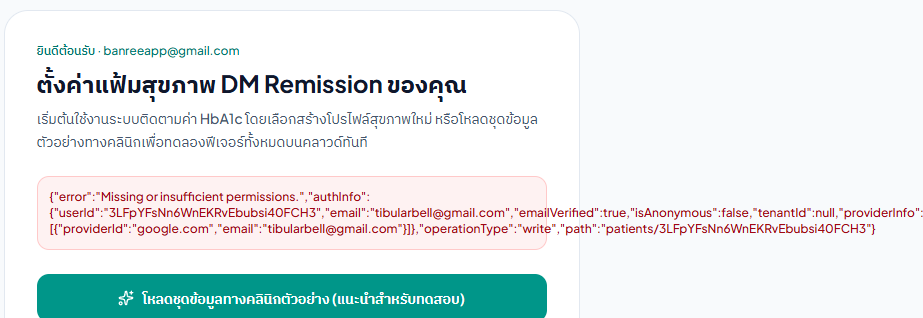 ยินดีต้อนรับ · banreeapp@gmail.com
ตั้งค่าแฟ้มสุขภาพ DM Remission ของคุณ
เริ่มต้นใช้งานระบบติดตามค่า HbA1c โดยเลือกสร้างโปรไฟล์สุขภาพใหม่ หรือโหลดชุดข้อมูล
ตัวอย่างทางคลินิกเพื่อทดลองฟีเจอร์ทั้งหมดบนคลาวด์ทันที
{"error":"Missing or insufficient permissions.","authInfo":
{"userId":"3LFpYFsNn6WnEKRvEbubsi40FCH3","email":"tibularbell@gmail.com","emailVerified":true,"isAnonymous":false,"tenantId":null,"providerInfo":
[{"providerId":"google.com","email":"tibularbell@gmail.com"}]},"operationType":"write","path":"patients/3LFpYFsNn6WnEKRvEbubsi40FCH3"}
โหลดชุดข้อมูลทางคลินิกตัวอย่าง (แนะนำสำหรับทดสอบ)